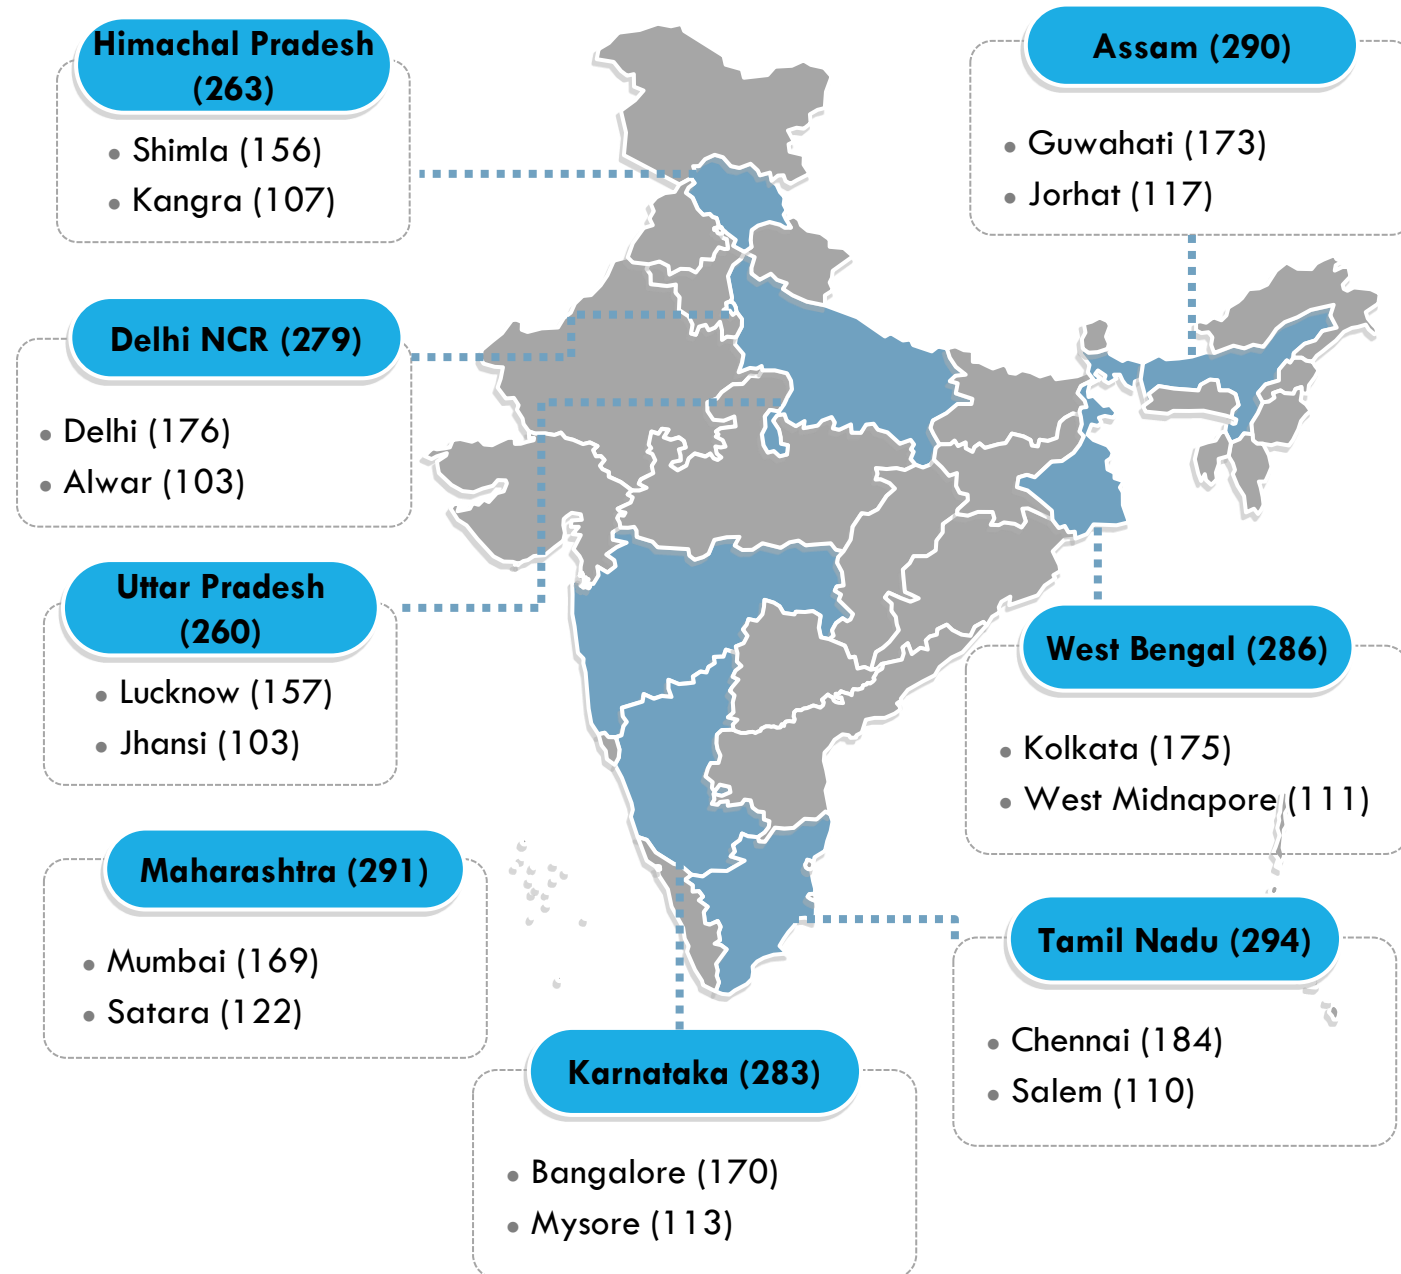 Himachal Pradesh
(263)
• Shimla (156)
• Kangra (107)
Assam (290)
• Guwahati (173)
• Jorhat (117)
Delhi NCR (279)
• Delhi (176)
• Alwar (103)
Uttar Pradesh
(260)
• Lucknow (157)
• Jhansi (103)
West Bengal (286)
• Kolkata (175)
• West Midnapore (111)
Maharashtra (291)
• Mumbai (169)
• Satara (122)
Tamil Nadu (294)
• Chennai (184)
• Salem (110)
Karnataka (283)
• Bangalore (170)
• Mysore (113)